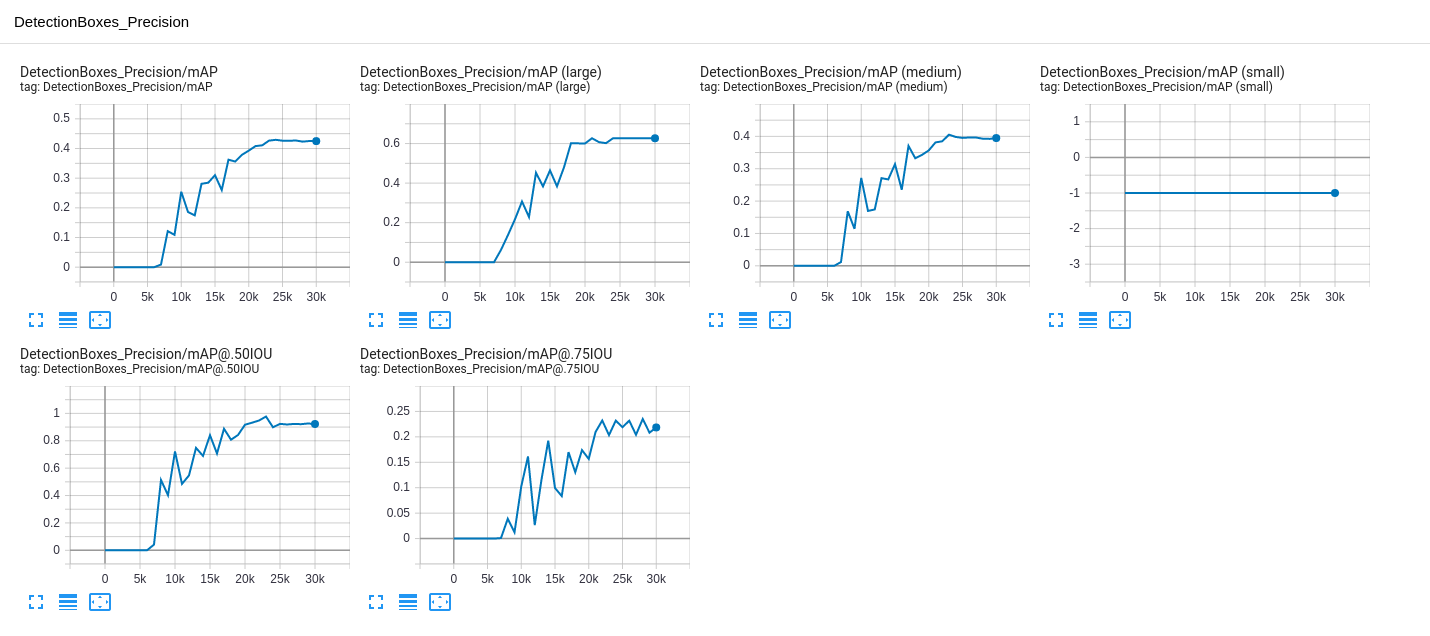 DetectionBoxes_Precision
DetectionBoxes_Precision/mAP
tag: DetectionBoxes_Precision/mAP
0.5
0.4
0.3
0.2
0.1
0
0 5k 10k 15k 20k 25k 30k
DetectionBoxes_Precision/mAP (large)
tag: DetectionBoxes_Precision/mAP (large)
0.6
0.4
0.2
0
0 5k 10k 15k 20k 25k 30k
DetectionBoxes_Precision/mAP (medium)
tag: DetectionBoxes_Precision/mAP (medium)
0.4
0.3
0.2
0.1
0
0 5k 10k 15k 20k 25k 30k
DetectionBoxes_Precision/mAP (small)
tag: DetectionBoxes_Precision/mAP (small)
1
0
-1
-2
-3
0 5k 10k 15k 20k 25k 30k
DetectionBoxes_Precision/mAP@.50IOU
tag: DetectionBoxes_Precision/mAP@.50IOU
1
0.8
0.6
0.4
0.2
0
0 5k 10k 15k 20k 25k 30k
DetectionBoxes_Precision/mAP@.75IOU
tag: DetectionBoxes_Precision/mAP@.75IOU
0.25
0.2
0.15
0.1
0.05
0
0 5k 10k 15k 20k 25k 30k